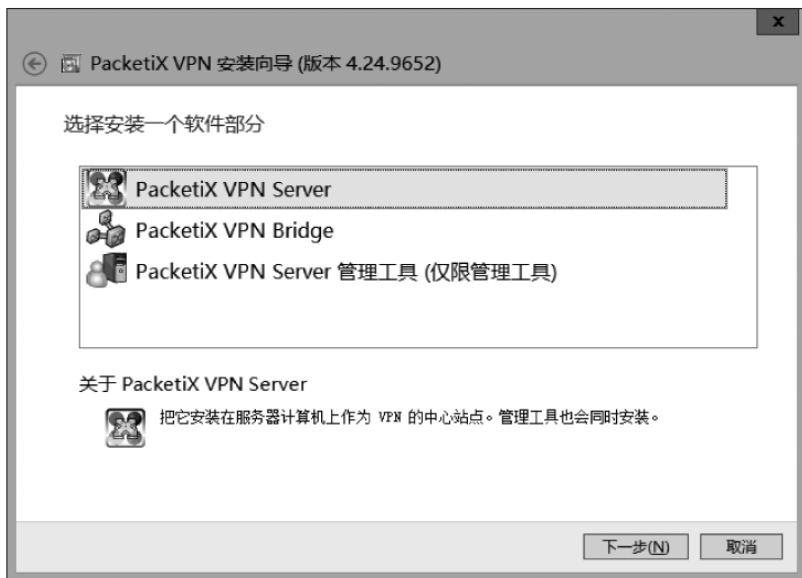 x
PacketiX VPN 安装向导 (版本 4.24.9652)
选择安装一个软件部分
PacketiX VPN Server
PacketiX VPN Bridge
PacketiX VPN Server 管理工具 (仅限管理工具)
关于 PacketiX VPN Server
把它安装在服务器计算机上作为 VPN 的中心站点。管理工具也会同时安装。
下一步(N) 取消